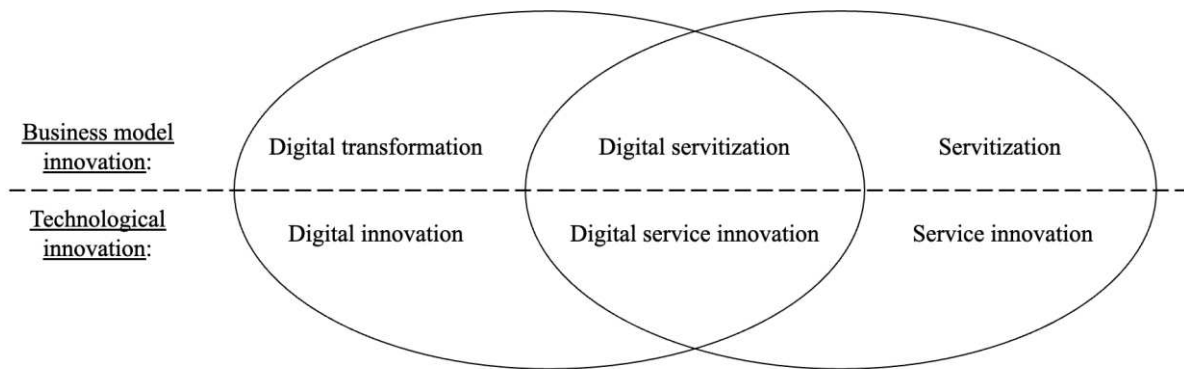 Business model
innovation:
Digital transformation
Digital servitization
Servitization
Technological
innovation:
Digital innovation
Digital service innovation
Service innovation